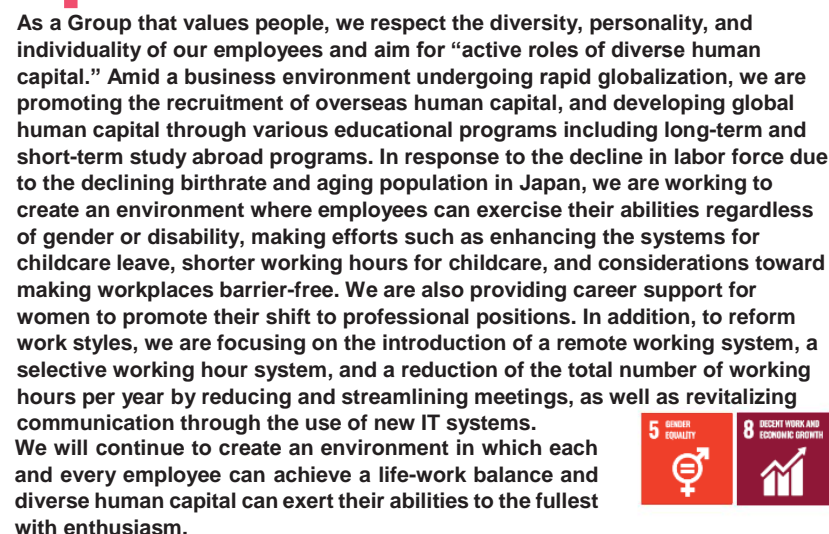 As a Group that values people, we respect the diversity, personality, and
individuality of our employees and aim for “active roles of diverse human
capital.” Amid a business environment undergoing rapid globalization, we are
promoting the recruitment of overseas human capital, and developing global
human capital through various educational programs including long-term and
short-term study abroad programs. In response to the decline in labor force due
to the declining birthrate and aging population in Japan, we are working to
create an environment where employees can exercise their abilities regardless
of gender or disability, making efforts such as enhancing the systems for
childcare leave, shorter working hours for childcare, and considerations toward
making workplaces barrier-free. We are also providing career support for
women to promote their shift to professional positions. In addition, to reform
work styles, we are focusing on the introduction of a remote working system, a
selective working hour system, and a reduction of the total number of working
hours per year by reducing and streamlining meetings, as well as revitalizing
communication through the use of new IT systems.
We will continue to create an environment in which each
and every employee can achieve a life-work balance and
diverse human capital can exert their abilities to the fullest
with enthusiasm.
5 GENDER
EQUALITY
8 DECENT WORK AND
ECONOMIC GROWTH